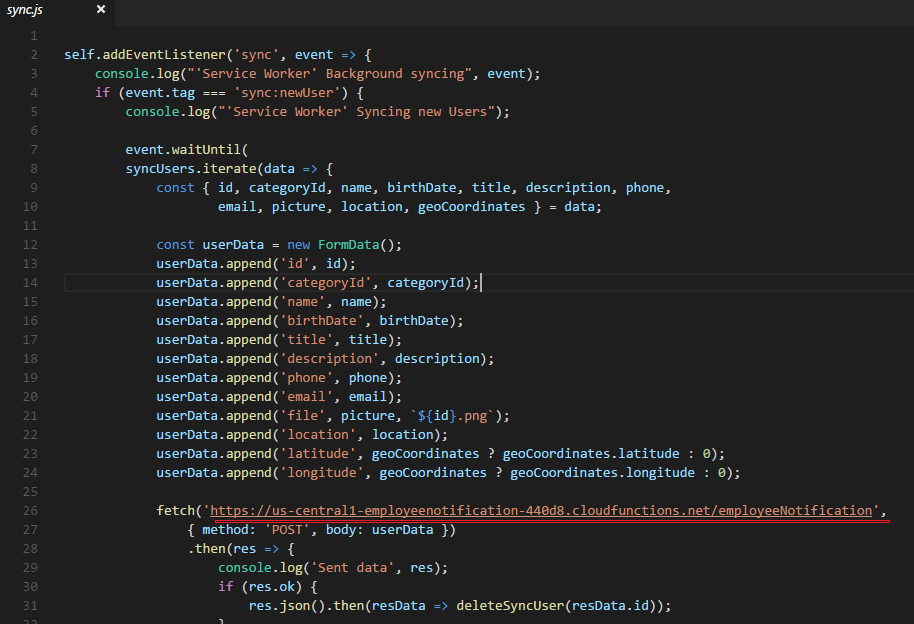 sync.js ×
1
2 self.addEventListener('sync', event => {
3 console.log("'Service Worker' Background syncing", event);
4 if (event.tag === 'sync:newUser') {
5 console.log("'Service Worker' Syncing new Users");
6
7 event.waitUntil(
8 syncUsers.iterate(data => {
9 const { id, categoryId, name, birthDate, title, description, phone,
10 email, picture, location, geoCoordinates } = data;
11
12 const userData = new FormData();
13 userData.append('id', id);
14 userData.append('categoryId', categoryId);
15 userData.append('name', name);
16 userData.append('birthDate', birthDate);
17 userData.append('title', title);
18 userData.append('description', description);
19 userData.append('phone', phone);
20 userData.append('email', email);
21 userData.append('file', picture, `${id}.png`);
22 userData.append('location', location);
23 userData.append('latitude', geoCoordinates ? geoCoordinates.latitude : 0);
24 userData.append('longitude', geoCoordinates ? geoCoordinates.longitude : 0);
25
26 fetch('https://us-central1-employeenotification-440d8.cloudfunctions.net/employeeNotification',
27 { method: 'POST', body: userData })
28 .then(res => {
29 console.log('Sent data', res);
30 if (res.ok) {
31 res.json().then(resData => deleteSyncUser(resData.id));
32 }